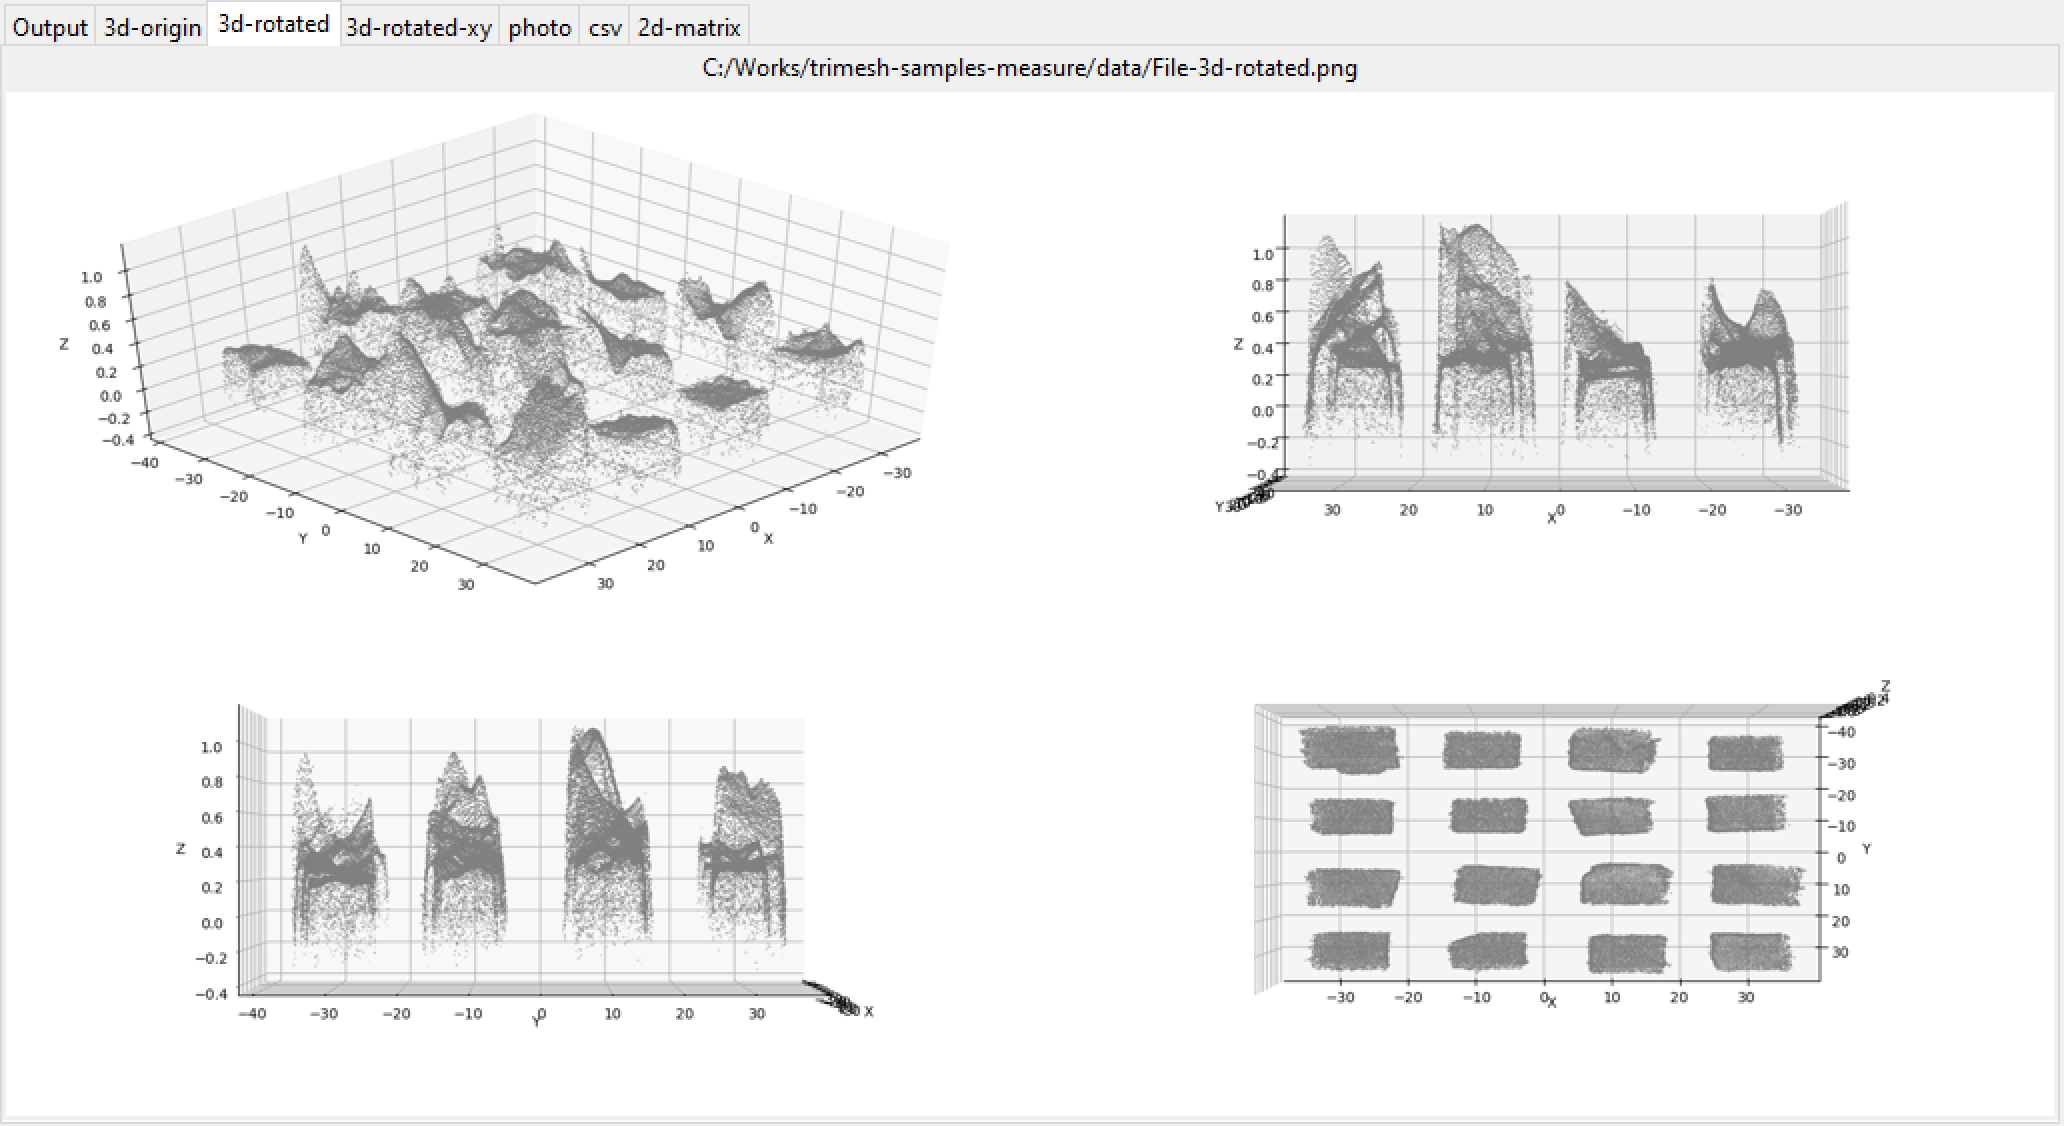 Output 3d-origin 3d-rotated 3d-rotated-xy photo csv 2d-matrix
C:/Works/trimesh-samples-measure/data/File-3d-rotated.png
1.0
0.8
0.6
Z 0.4
0.2
0.0
−0.2
−0.4
−40
−30
−20
−10
Y 0
10
20
30
−30
−20
−10
0 X
10
20
30
1.0
0.8
0.6
Z 0.4
0.2
0.0
−0.2
Y
30 20 10 X 0 −10 −20 −30
1.0
0.8
0.6
Z 0.4
0.2
0.0
−0.2
−0.4
−40 −30 −20 −10 Y 0 10 20 30
X
Z
−40
−30
−20
−10
0 Y
10
20
30
−30 −20 −10 0 X 10 20 30